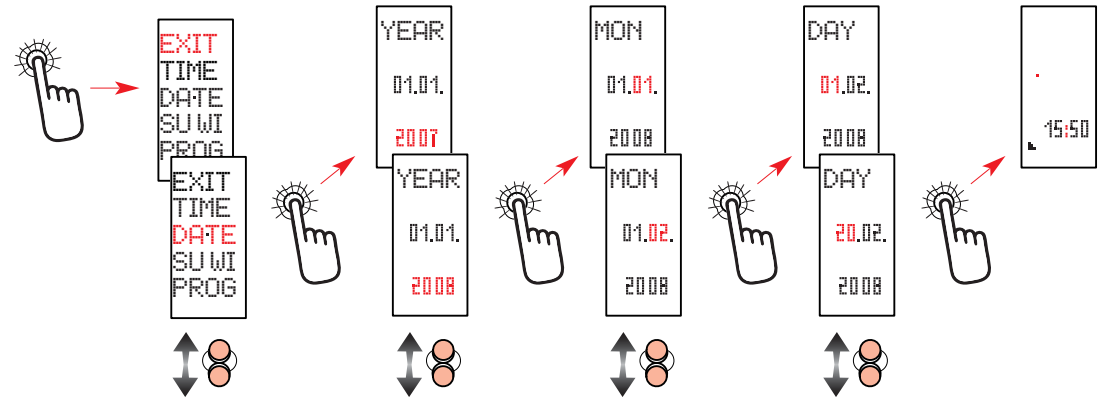 EXIT
TIME
DATE
SU WI
PROG
EXIT
TIME
DATE
SU WI
PROG
YEAR
01.01.
2007
YEAR
01.01.
2008
MON
01.01.
2008
MON
01.02.
2008
DAY
01.02.
2008
DAY
20.02.
2008
15:50